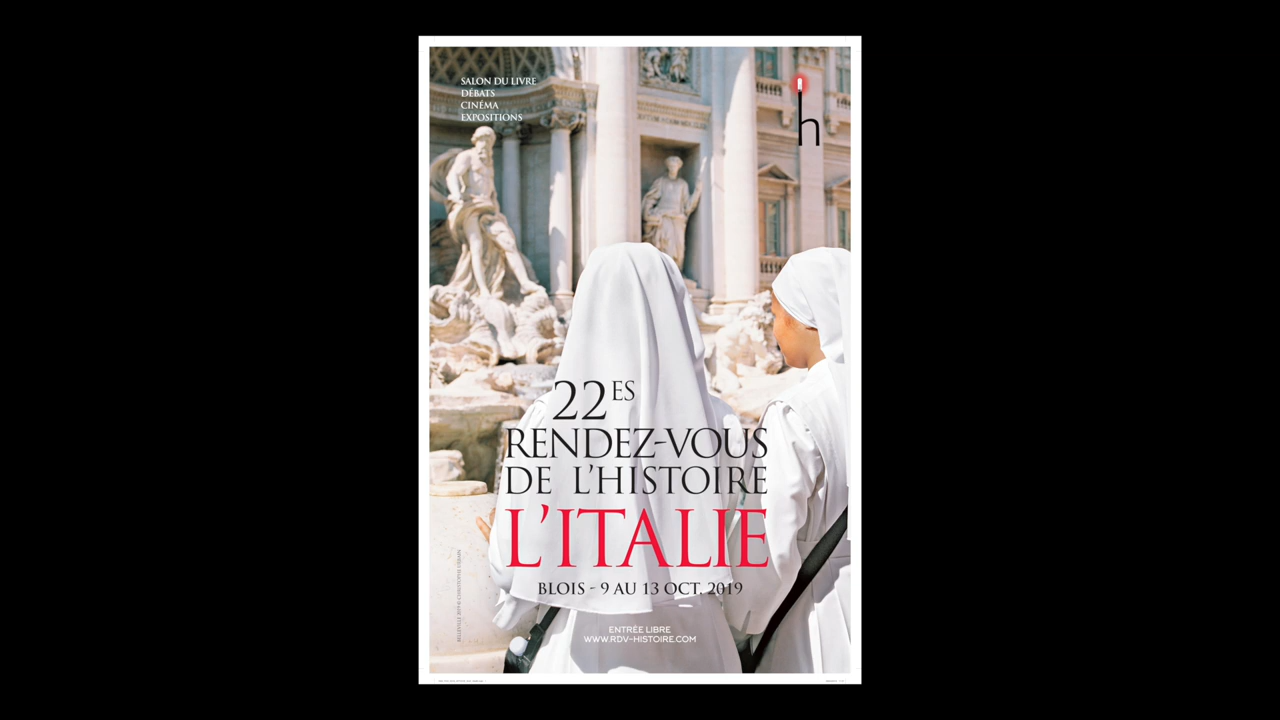 SALON DU LIVRE
DÉBATS
CINÉMA
EXPOSITIONS
h
22ES
RENDEZ-VOUS
DE L'HISTOIRE
L'ITALIE
BLOIS - 9 AU 13 OCT. 2019
ENTRÉE LIBRE
WWW.RDV-HISTOIRE.COM